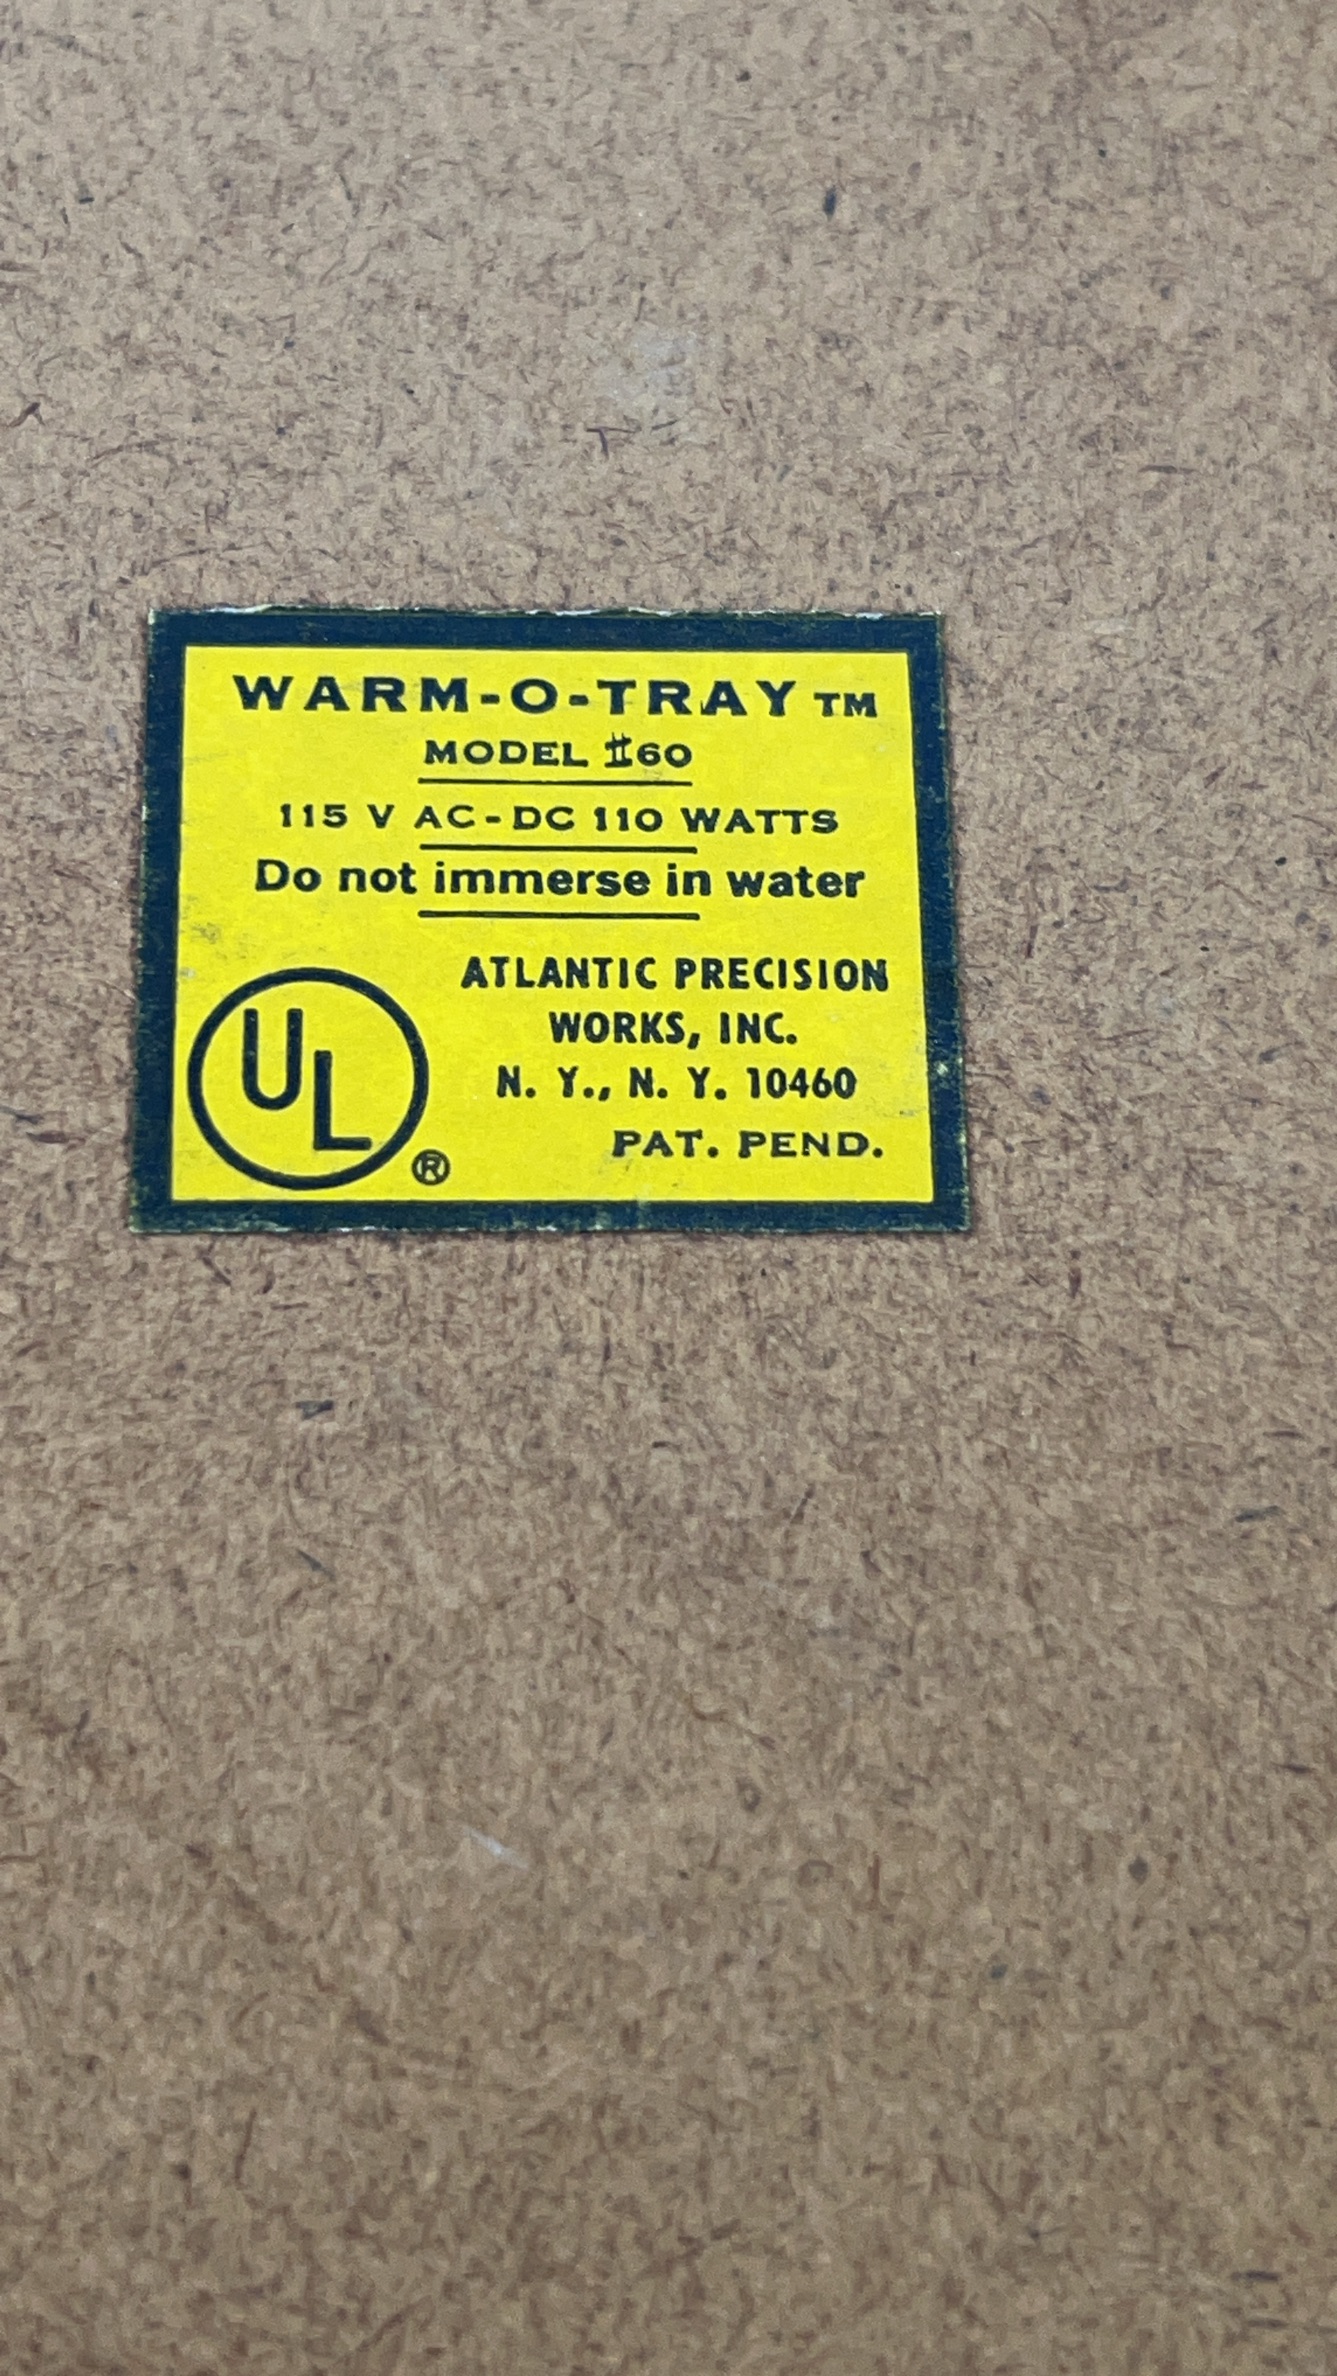 WARM-O-TRAY TM
MODEL #60
115 V AC-DC 110 WATTS
Do not immerse in water
ATLANTIC PRECISION
WORKS, INC.
N. Y., N. Y. 10460
PAT. PEND.
UL ®